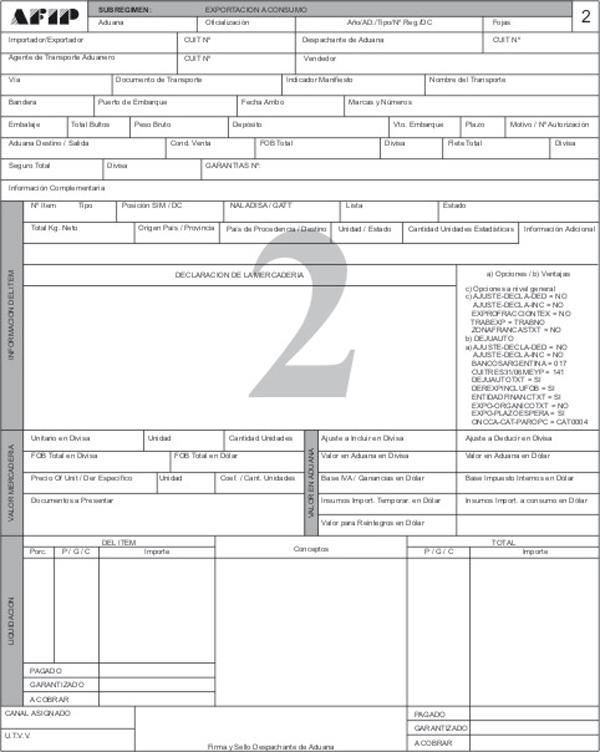 AFIP SUBREGIMEN: EXPORTACION A CONSUMO 2
Aduana Oficialización Año/AD./Tipo/Nº Reg./DC Fojas
Importador/Exportador CUIT Nº Despachante de Aduana CUIT Nº
Agente de Transporte Aduanero CUIT Nº Vendedor
Vía Documento de Transporte Indicador Manifiesto Nombre del Transporte
Bandera Puerto de Embarque Fecha Arribo Marcas y Números
Embalaje Total Bultos Peso Bruto Depósito Vto. Embarque Plazo Motivo / Nº Autorización
Aduana Destino / Salida Cond. Venta FOB Total Divisa Flete Total Divisa
Seguro Total Divisa GARANTIAS Nº:
Información Complementaria
INFORMACION DEL ITEM
Nº Item Tipo Posición SIM / DC NALADISA / GATT Lista Estado
Total Kg. Neto Origen País / Provincia País de Procedencia / Destino Unidad / Estado Cantidad Unidades Estadísticas Información Adicional
2
DECLARACION DE LA MERCADERIA
a) Opciones / b) Ventajas
c) Opciones a nivel general
c) AJUSTE-DECLA-DED = NO
AJUSTE-DECLA-INC = NO
EXPROFRACCIONTEX = NO
TRABEXP = TRABNO
ZONAFRANCASTXT = NO
b) DEJUAUTO
a) AJUSTE-DECLA-DED = NO
AJUSTE-DECLA-INC = NO
BANCOSARGENTINA = 017
CUITRES31/06MEYP = 141
DEJUAUTOTXT = SI
DEREXPINCLUFOB = SI
ENTIDADFINANCTXT = SI
EXPO-ORGANICOTXT = NO
EXPO-PLAZOESPERA = SI
ONCCA-CAT-PAROPC = CAT0004
VALOR MERCADERIA
Unitario en Divisa Unidad Cantidad Unidades
FOB Total en Divisa FOB Total en Dólar
Precio Of Unit / Der Específico Unidad Coef. / Cant. Unidades
Documentos a Presentar
VALOR EN ADUANA
Ajuste a Incluir en Divisa Ajuste a Deducir en Divisa
Valor en Aduana en Divisa Valor en Aduana en Dólar
Base IVA / Ganancias en Dólar Base Impuesto Internos en Dólar
Insumos Import. Temporar. en Dólar Insumos Import. a consumo en Dólar
Valor para Reintegros en Dólar
LIQUIDACION
DEL ITEM Conceptos TOTAL
Porc. P / G / C Importe P / G / C Importe
PAGADO
GARANTIZADO
A COBRAR
CANAL ASIGNADO
U.T.V.V.
Firma y Sello Despachante de Aduana
PAGADO
GARANTIZADO
A COBRAR